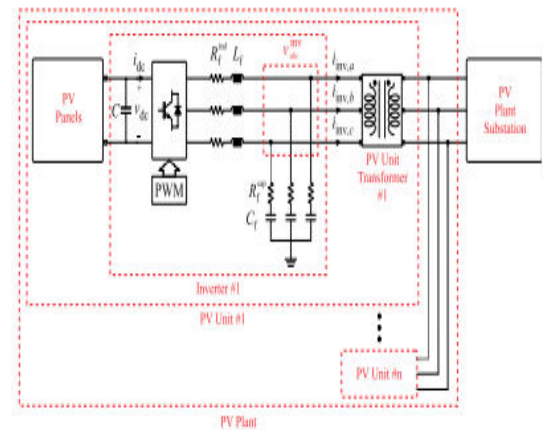 PV
Panels
C
i_dc
+
v_dc
-
PWM
R_f^ind L_f
v_abc^inv
i_inv,a
i_inv,b
i_inv,c
R_f^cap
C_f
PV Unit
Transformer
#1
PV
Plant
Substation
Inverter #1
PV Unit #1
PV Unit #n
PV Plant